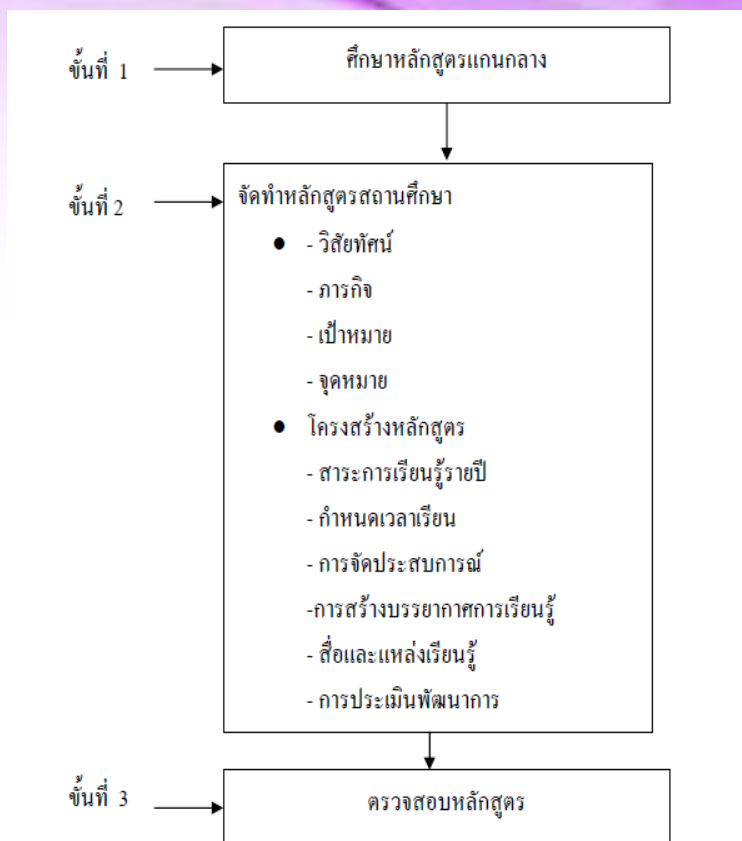 ขั้นที่ 1
ศึกษาหลักสูตรแกนกลาง
ขั้นที่ 2
จัดทำหลักสูตรสถานศึกษา
● - วิสัยทัศน์
- ภารกิจ
- เป้าหมาย
- จุดหมาย
● โครงสร้างหลักสูตร
- สาระการเรียนรู้รายปี
- กำหนดเวลาเรียน
- การจัดประสบการณ์
-การสร้างบรรยากาศการเรียนรู้
- สื่อและแหล่งเรียนรู้
- การประเมินพัฒนาการ
ขั้นที่ 3
ตรวจสอบหลักสูตร